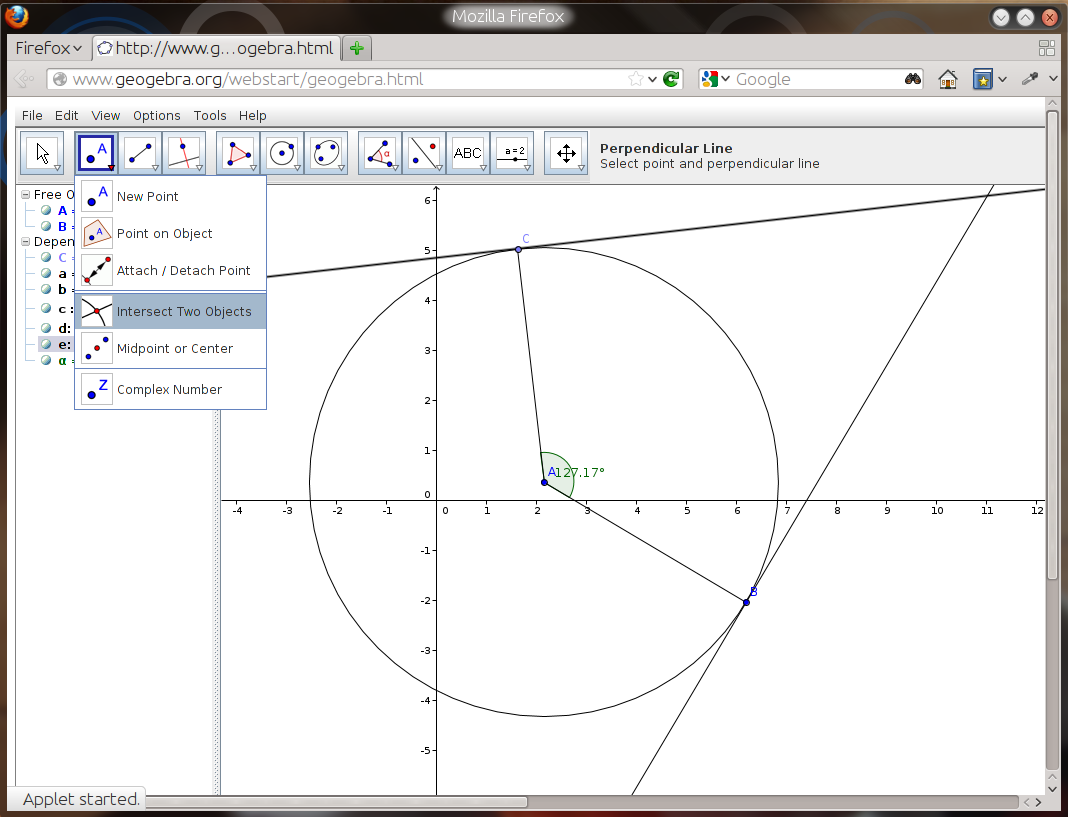 Mozilla Firefox
Firefox
http://www.g...ogebra.html
www.geogebra.org/webstart/geogebra.html
Google
File Edit View Options Tools Help
A
α
ABC
a=2
Perpendicular Line
Select point and perpendicular line
Free O
A =
B =
Depen
C =
a =
b =
c :
d:
e:
α =
A New Point
A Point on Object
Attach / Detach Point
Intersect Two Objects
Midpoint or Center
Z Complex Number
6
5
4
3
2
1
0
-1
-2
-3
-4
-5
-4 -3 -2 -1 0 1 2 3 4 5 6 7 8 9 10 11 12
C
A
127.17°
B
Applet started.